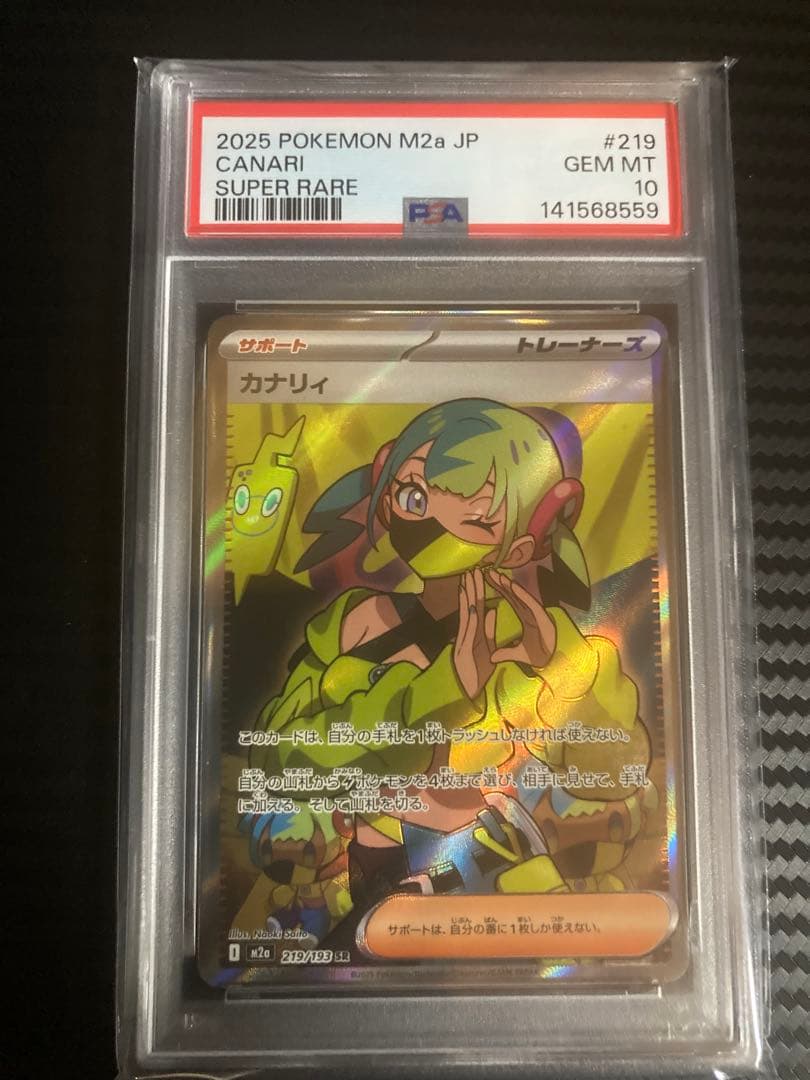 2025 POKEMON M2a JP #219
CANARI GEM MT
SUPER RARE 10
PSA 141568559
サポート トレーナーズ
カナリィ
このカードは、自分の手札を1枚トラッシュしなければ使えない。
自分の山札から⚡ポケモンを4枚まで選び、相手に見せて、手札
に加える。そして山札を切る。
サポートは、自分の番に1枚しか使えない。
Illus. Naoki Saito
I M2a 219/193 SR